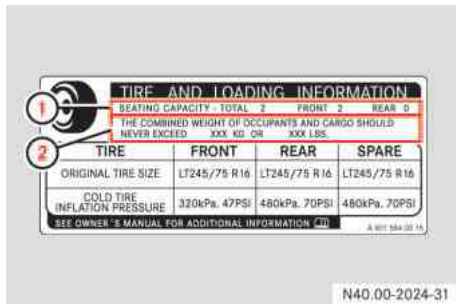 TIRE AND LOADING INFORMATION
1
SEATING CAPACITY - TOTAL 2 FRONT 2 REAR 0
2
THE COMBINED WEIGHT OF OCCUPANTS AND CARGO SHOULD
NEVER EXCEED XXX KG OR XXX LBS.
TIRE FRONT REAR SPARE
ORIGINAL TIRE SIZE LT245/75 R16 LT245/75 R16 LT245/75 R16
COLD TIRE
INFLATION PRESSURE 320kPa, 47PSI 480kPa, 70PSI 480kPa, 70PSI
SEE OWNER'S MANUAL FOR ADDITIONAL INFORMATION
A 901 584 00
N40.00-2024-31